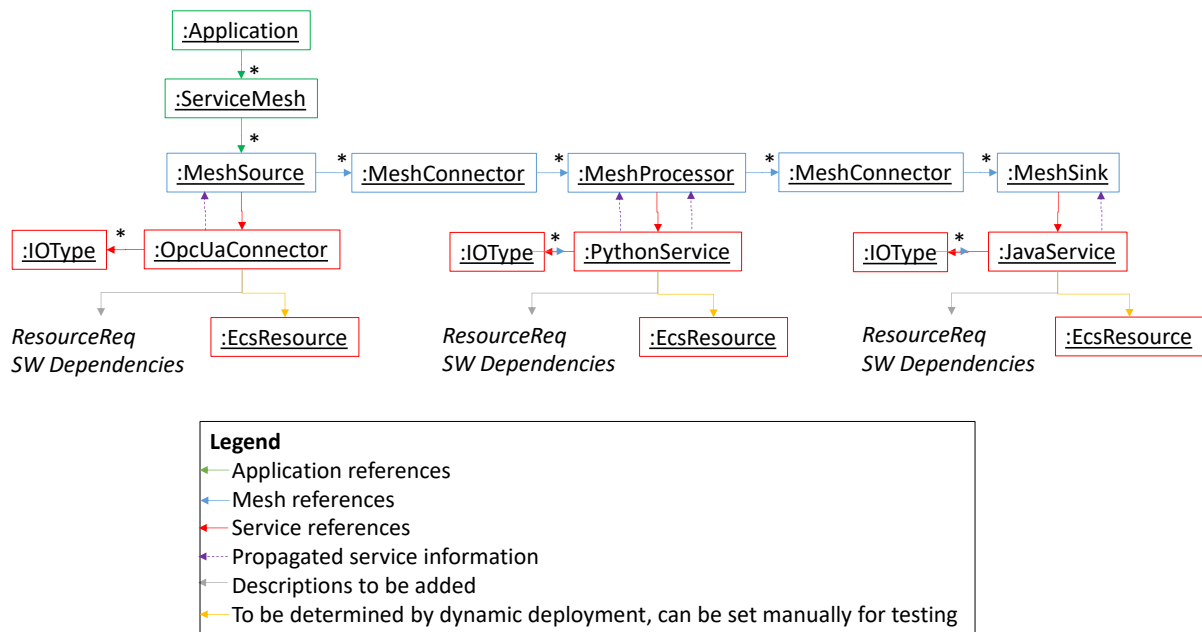 :Application
*
:ServiceMesh
*
:MeshSource
*
:MeshConnector
*
:MeshProcessor
*
:MeshConnector
*
:MeshSink
:IOType
*
:OpcUaConnector
:IOType
*
:PythonService
:IOType
*
:JavaService
ResourceReq
SW Dependencies
:EcsResource
ResourceReq
SW Dependencies
:EcsResource
ResourceReq
SW Dependencies
:EcsResource
Legend
Application references
Mesh references
Service references
Propagated service information
Descriptions to be added
To be determined by dynamic deployment, can be set manually for testing